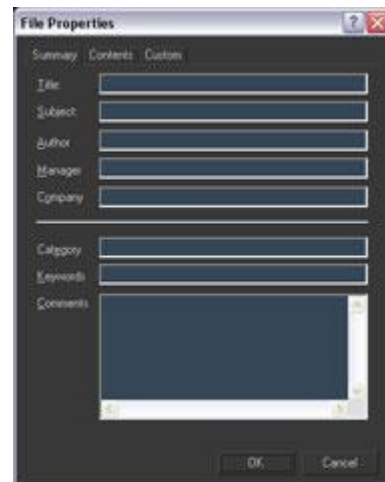 File Properties
Summary Contents Custom
Title
Subject
Author
Manager
Company
Category
Keywords
Comments
OK Cancel